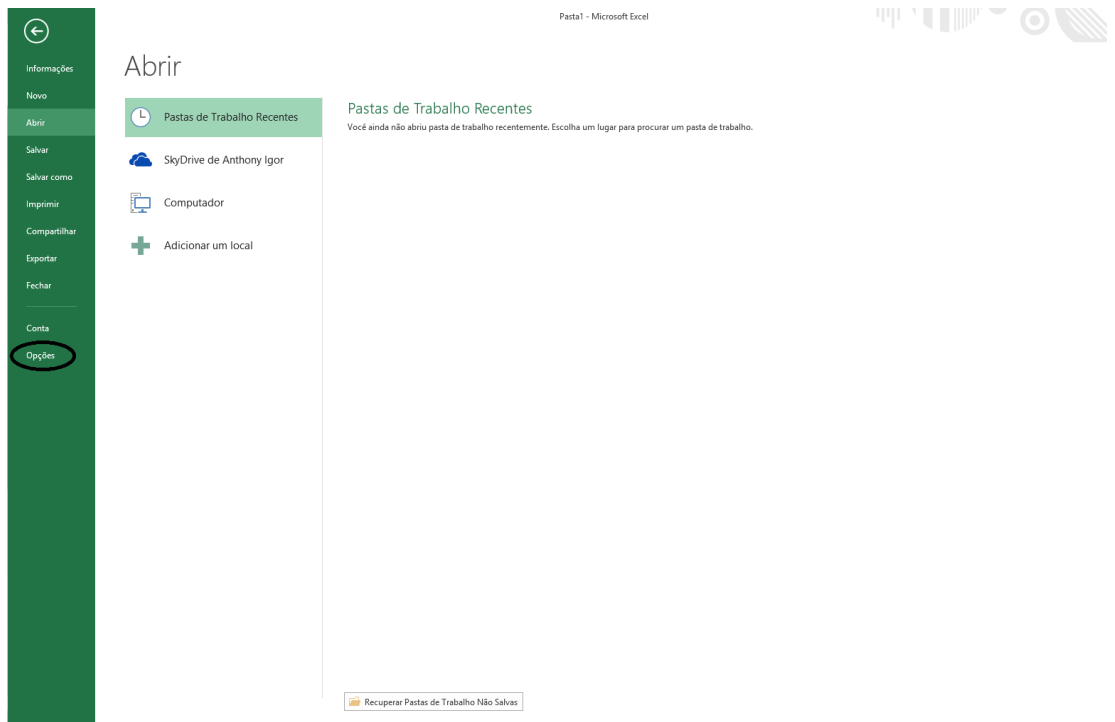 Pasta1 - Microsoft Excel
Informações
Novo
Abrir
Salvar
Salvar como
Imprimir
Compartilhar
Exportar
Fechar
Conta
Opções
Abrir
Pastas de Trabalho Recentes
SkyDrive de Anthony Igor
Computador
Adicionar um local
Pastas de Trabalho Recentes
Você ainda não abriu pasta de trabalho recentemente. Escolha um lugar para procurar um pasta de trabalho.
Recuperar Pastas de Trabalho Não Salvas